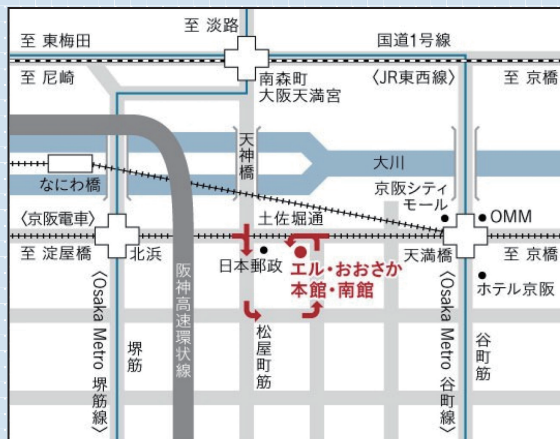 至 淡路
至 東梅田
国道1号線
至 尼崎
南森町
大阪天満宮
〈JR東西線〉
至 京橋
天神橋
大川
なにわ橋
京阪シティ
モール
OMM
〈京阪電車〉
土佐堀通
至 淀屋橋
北浜
日本郵政
天満橋
至 京橋
エル・おおさか
本館・南館
ホテル京阪
阪神高速環状線
〈Osaka Metro 堺筋線〉
堺筋
松屋町筋
〈Osaka Metro 谷町線〉
谷町筋